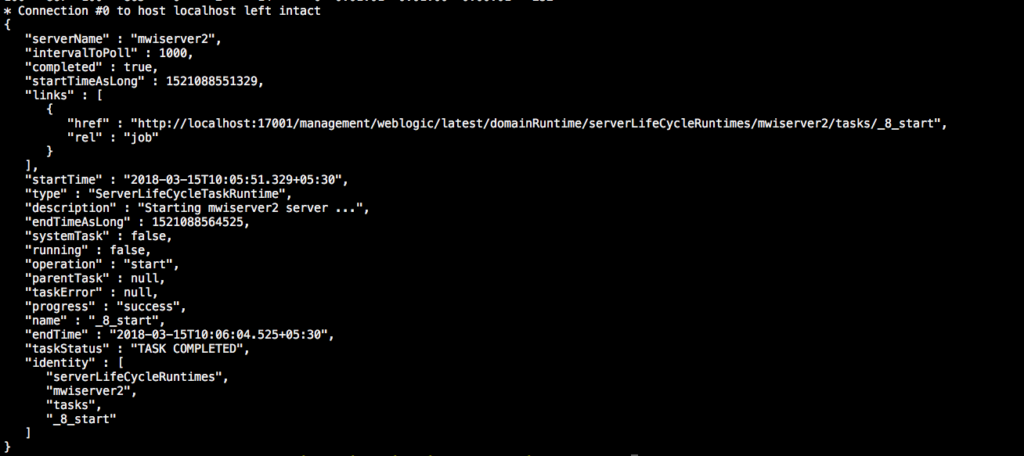 * Connection #0 to host localhost left intact
{
   "serverName" : "mwiserver2",
   "intervalToPoll" : 1000,
   "completed" : true,
   "startTimeAsLong" : 1521088551329,
   "links" : [
      {
         "href" : "http://localhost:17001/management/weblogic/latest/domainRuntime/serverLifeCycleRuntimes/mwiserver2/tasks/_8_start",
         "rel" : "job"
      }
   ],
   "startTime" : "2018-03-15T10:05:51.329+05:30",
   "type" : "ServerLifeCycleTaskRuntime",
   "description" : "Starting mwiserver2 server ...",
   "endTimeAsLong" : 1521088564525,
   "systemTask" : false,
   "running" : false,
   "operation" : "start",
   "parentTask" : null,
   "taskError" : null,
   "progress" : "success",
   "name" : "_8_start",
   "endTime" : "2018-03-15T10:06:04.525+05:30",
   "taskStatus" : "TASK COMPLETED",
   "identity" : [
      "serverLifeCycleRuntimes",
      "mwiserver2",
      "tasks",
      "_8_start"
   ]
}